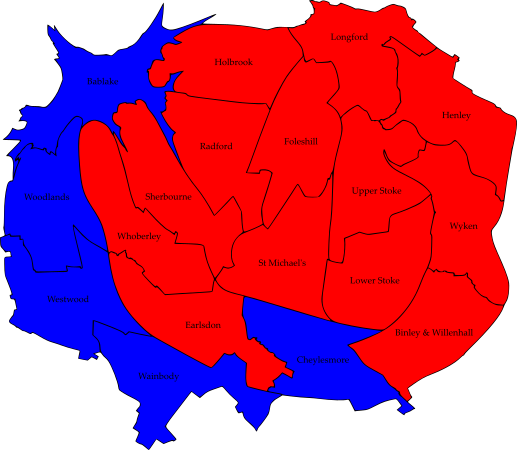 Longford
Holbrook
Bablake
Henley
Foleshill
Radford
Upper Stoke
Sherbourne
Woodlands
Wyken
Whoberley
St Michael's
Lower Stoke
Westwood
Earlsdon
Binley & Willenhall
Cheylesmore
Wainbody